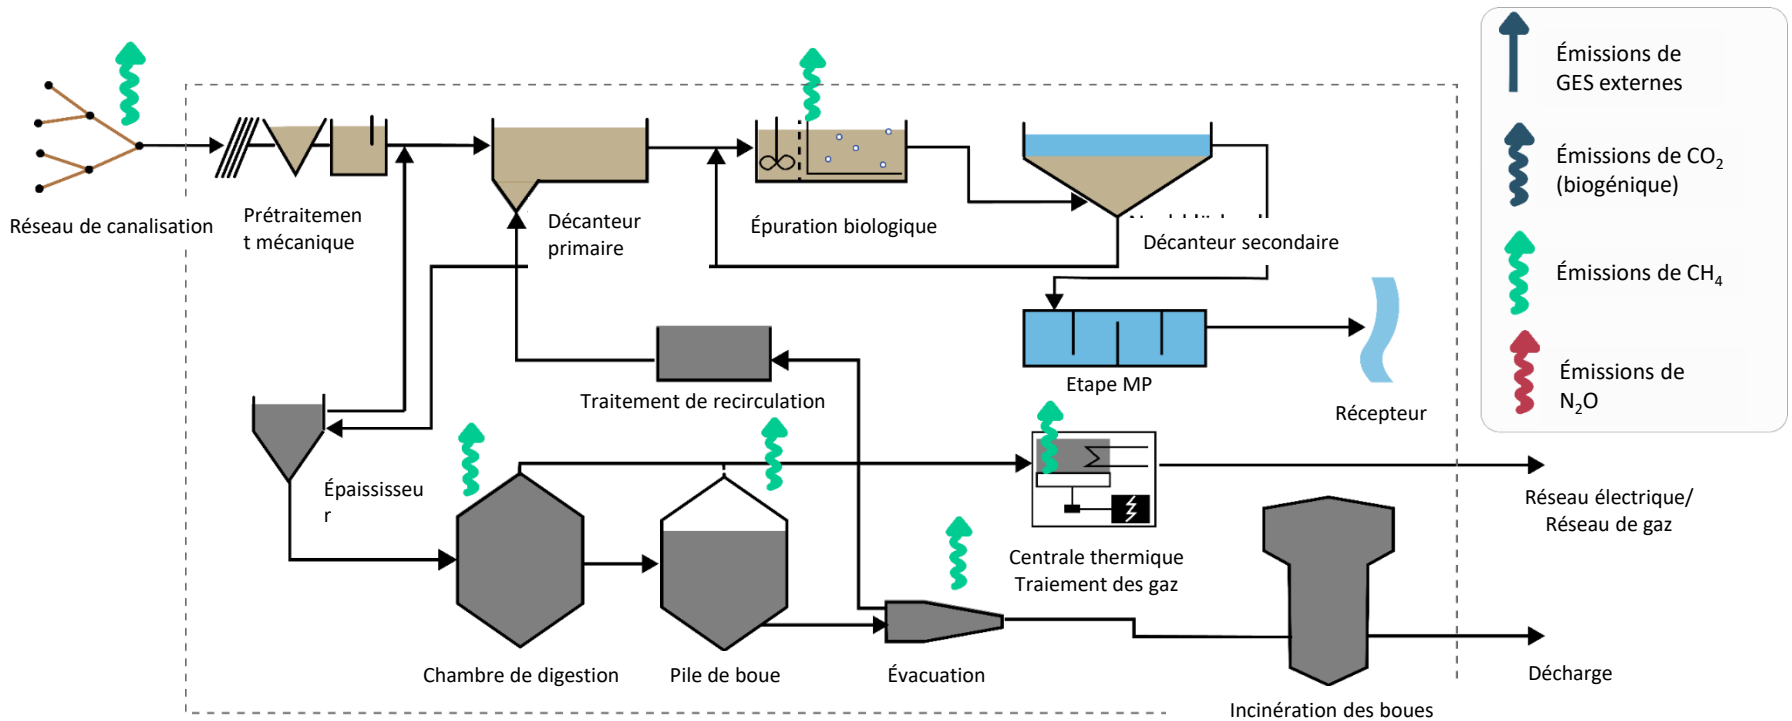 Émissions de
GES externes
Émissions de CO₂
(biogénique)
Émissions de CH₄
Émissions de
N₂O
Réseau de canalisation
Prétraitemen
t mécanique
Décanteur
primaire
Épuration biologique
Décanteur secondaire
Etape MP
Récepteur
Traitement de recirculation
Épaississeu
r
Centrale thermique
Traiement des gaz
Réseau électrique/
Réseau de gaz
Chambre de digestion
Pile de boue
Évacuation
Incinération des boues
Décharge